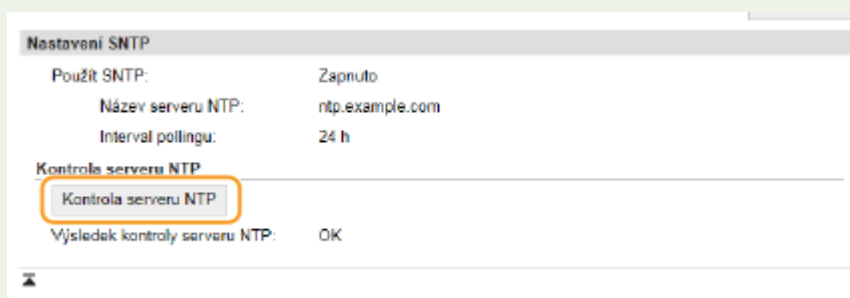 Nastavení SNTP
Použít SNTP: Zapnuto
Název serveru NTP: ntp.example.com
Interval pollingu: 24 h
Kontrola serveru NTP
Kontrola serveru NTP
Výsledek kontroly serveru NTP: OK